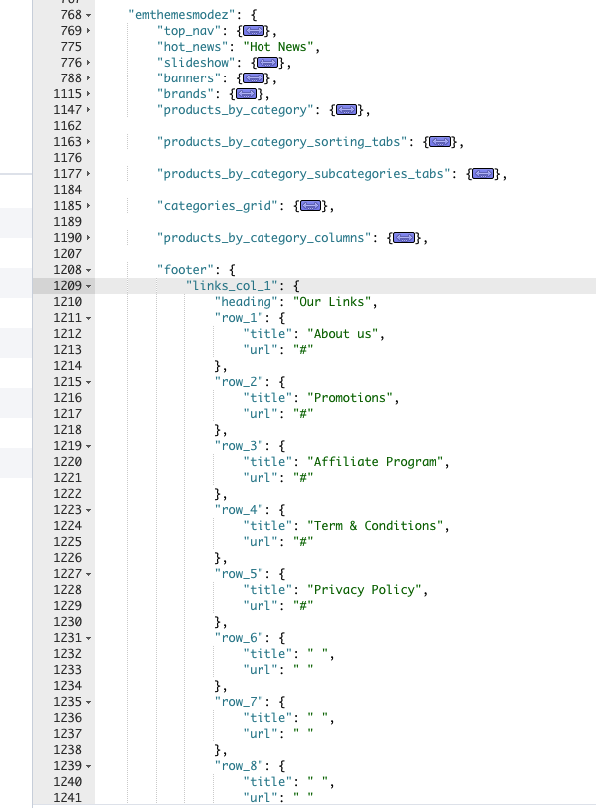 768 "emthemesmodez": {
769 "top_nav": {},
775 "hot_news": "Hot News",
776 "slideshow": {},
788 "banners": {},
1115 "brands": {},
1147 "products_by_category": {},
1162
1163 "products_by_category_sorting_tabs": {},
1176
1177 "products_by_category_subcategories_tabs": {},
1184
1185 "categories_grid": {},
1189
1190 "products_by_category_columns": {},
1207
1208 "footer": {
1209 "links_col_1": {
1210 "heading": "Our Links",
1211 "row_1": {
1212 "title": "About us",
1213 "url": "#"
1214 },
1215 "row_2": {
1216 "title": "Promotions",
1217 "url": "#"
1218 },
1219 "row_3": {
1220 "title": "Affiliate Program",
1221 "url": "#"
1222 },
1223 "row_4": {
1224 "title": "Term & Conditions",
1225 "url": "#"
1226 },
1227 "row_5": {
1228 "title": "Privacy Policy",
1229 "url": "#"
1230 },
1231 "row_6": {
1232 "title": " ",
1233 "url": " "
1234 },
1235 "row_7": {
1236 "title": " ",
1237 "url": " "
1238 },
1239 "row_8": {
1240 "title": " ",
1241 "url": " "